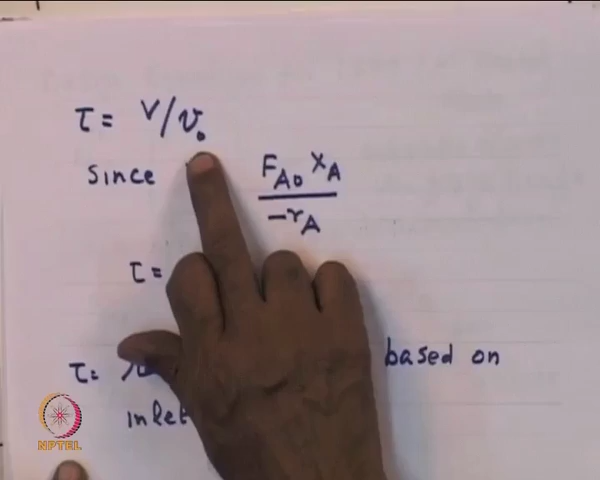 τ = V/v₀
since F_A0 X_A / -r_A
τ =
τ = based on
inlet
NPTEL